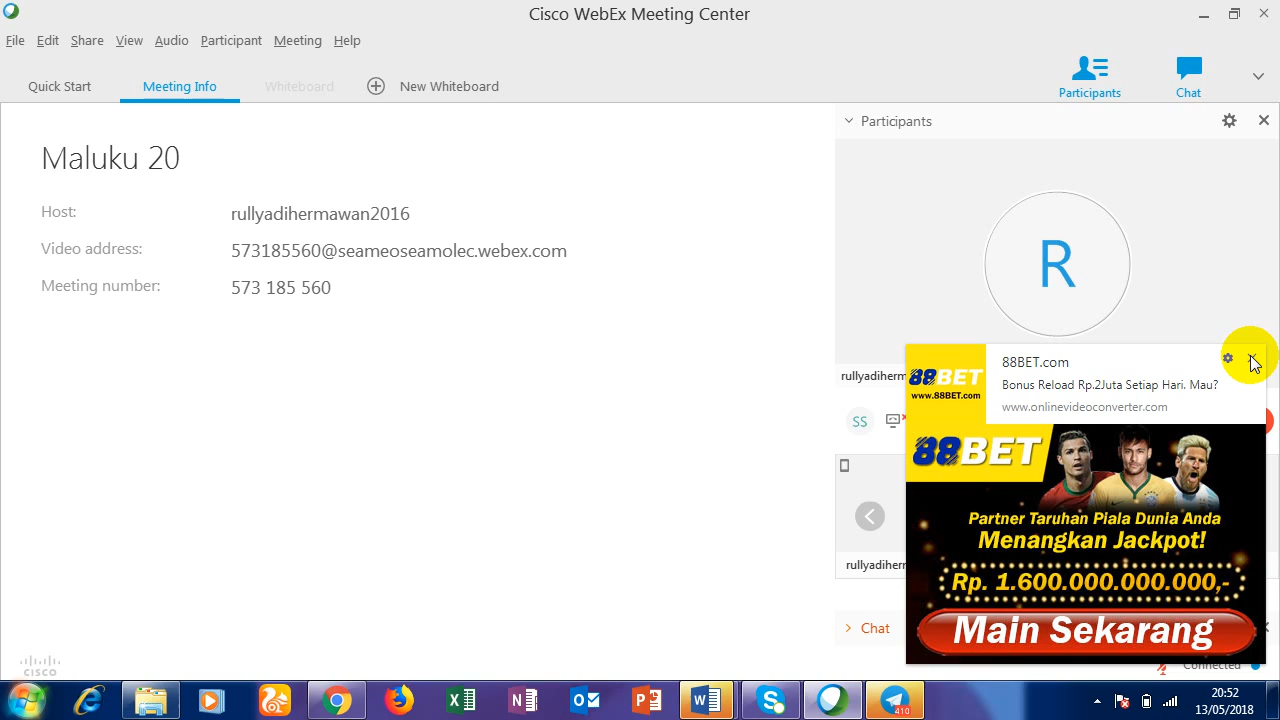 Cisco WebEx Meeting Center
File Edit Share View Audio Participant Meeting Help
Quick Start Meeting Info Whiteboard New Whiteboard
Participants Chat
Participants
Maluku 20
Host: rullyadihermawan2016
Video address: 573185560@seameoseamolec.webex.com
Meeting number: 573 185 560
R
rullyadiherm
SS
rullyadiherr
Chat
88BET
www.88BET.com
88BET.com
Bonus Reload Rp.2Juta Setiap Hari. Mau?
www.onlinevideoconverter.com
88BET
Partner Taruhan Piala Dunia Anda
Menangkan Jackpot!
Rp. 1.600.000.000.000,-
Main Sekarang
Connected
CISCO
410
20:52
13/05/2018